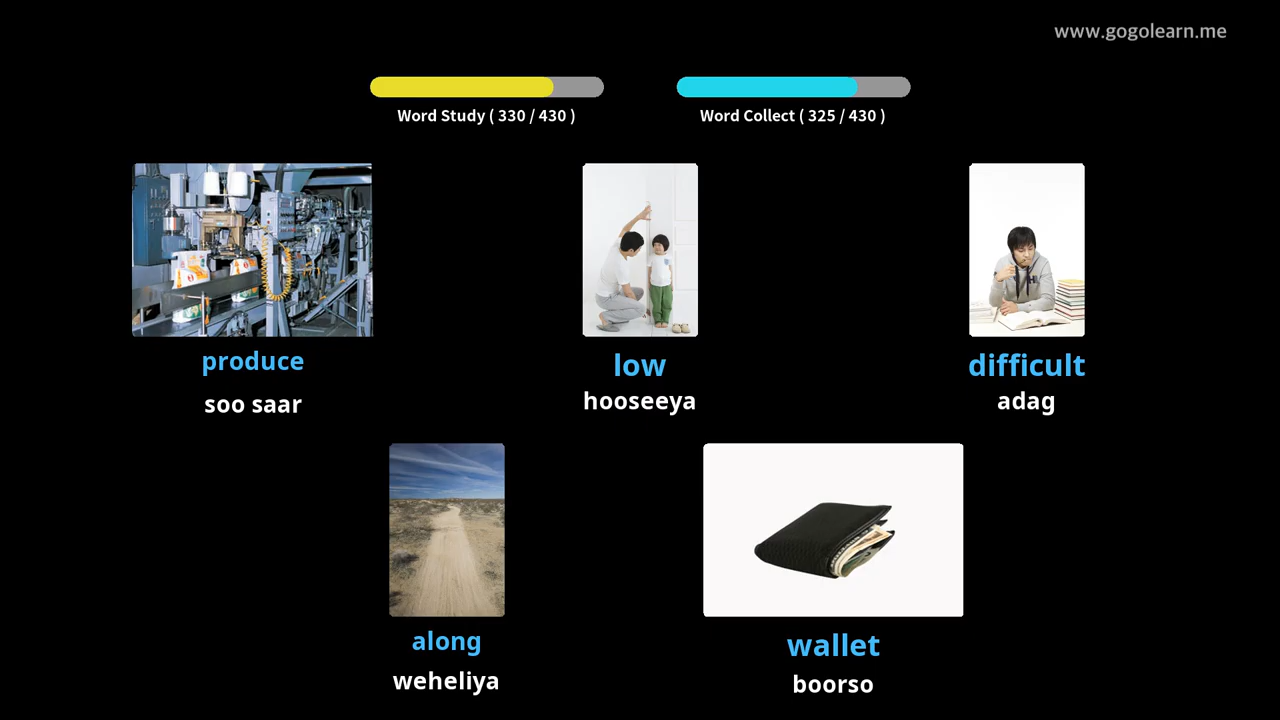 www.gogolearn.me
Word Study ( 330 / 430 )
Word Collect ( 325 / 430 )
produce
soo saar
low
hooseeya
difficult
adag
along
weheliya
wallet
boorso